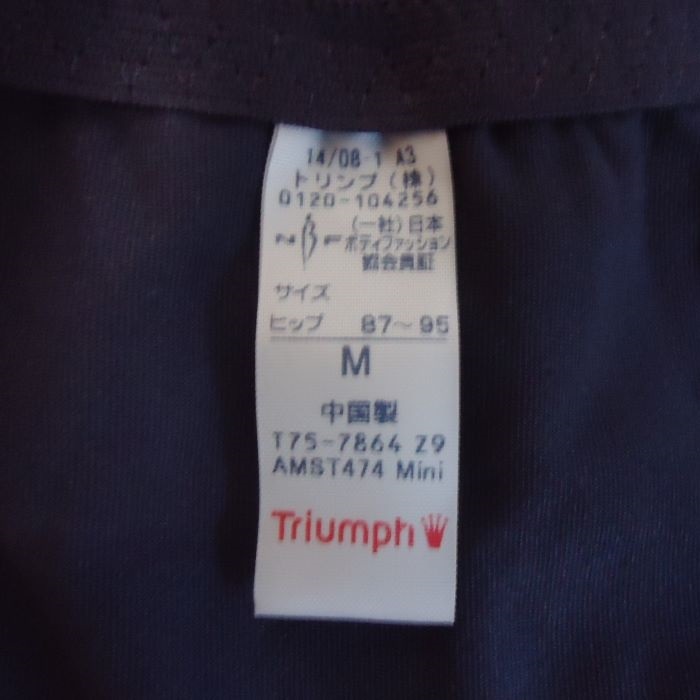 14/08-1 A3
トリンプ(株)
0120-104256
NBF (一社)日本
ボディファッション
協会員証
サイズ
ヒップ 87～95
M
中国製
T75-7864 Z9
AMST474 Mini
Triumph